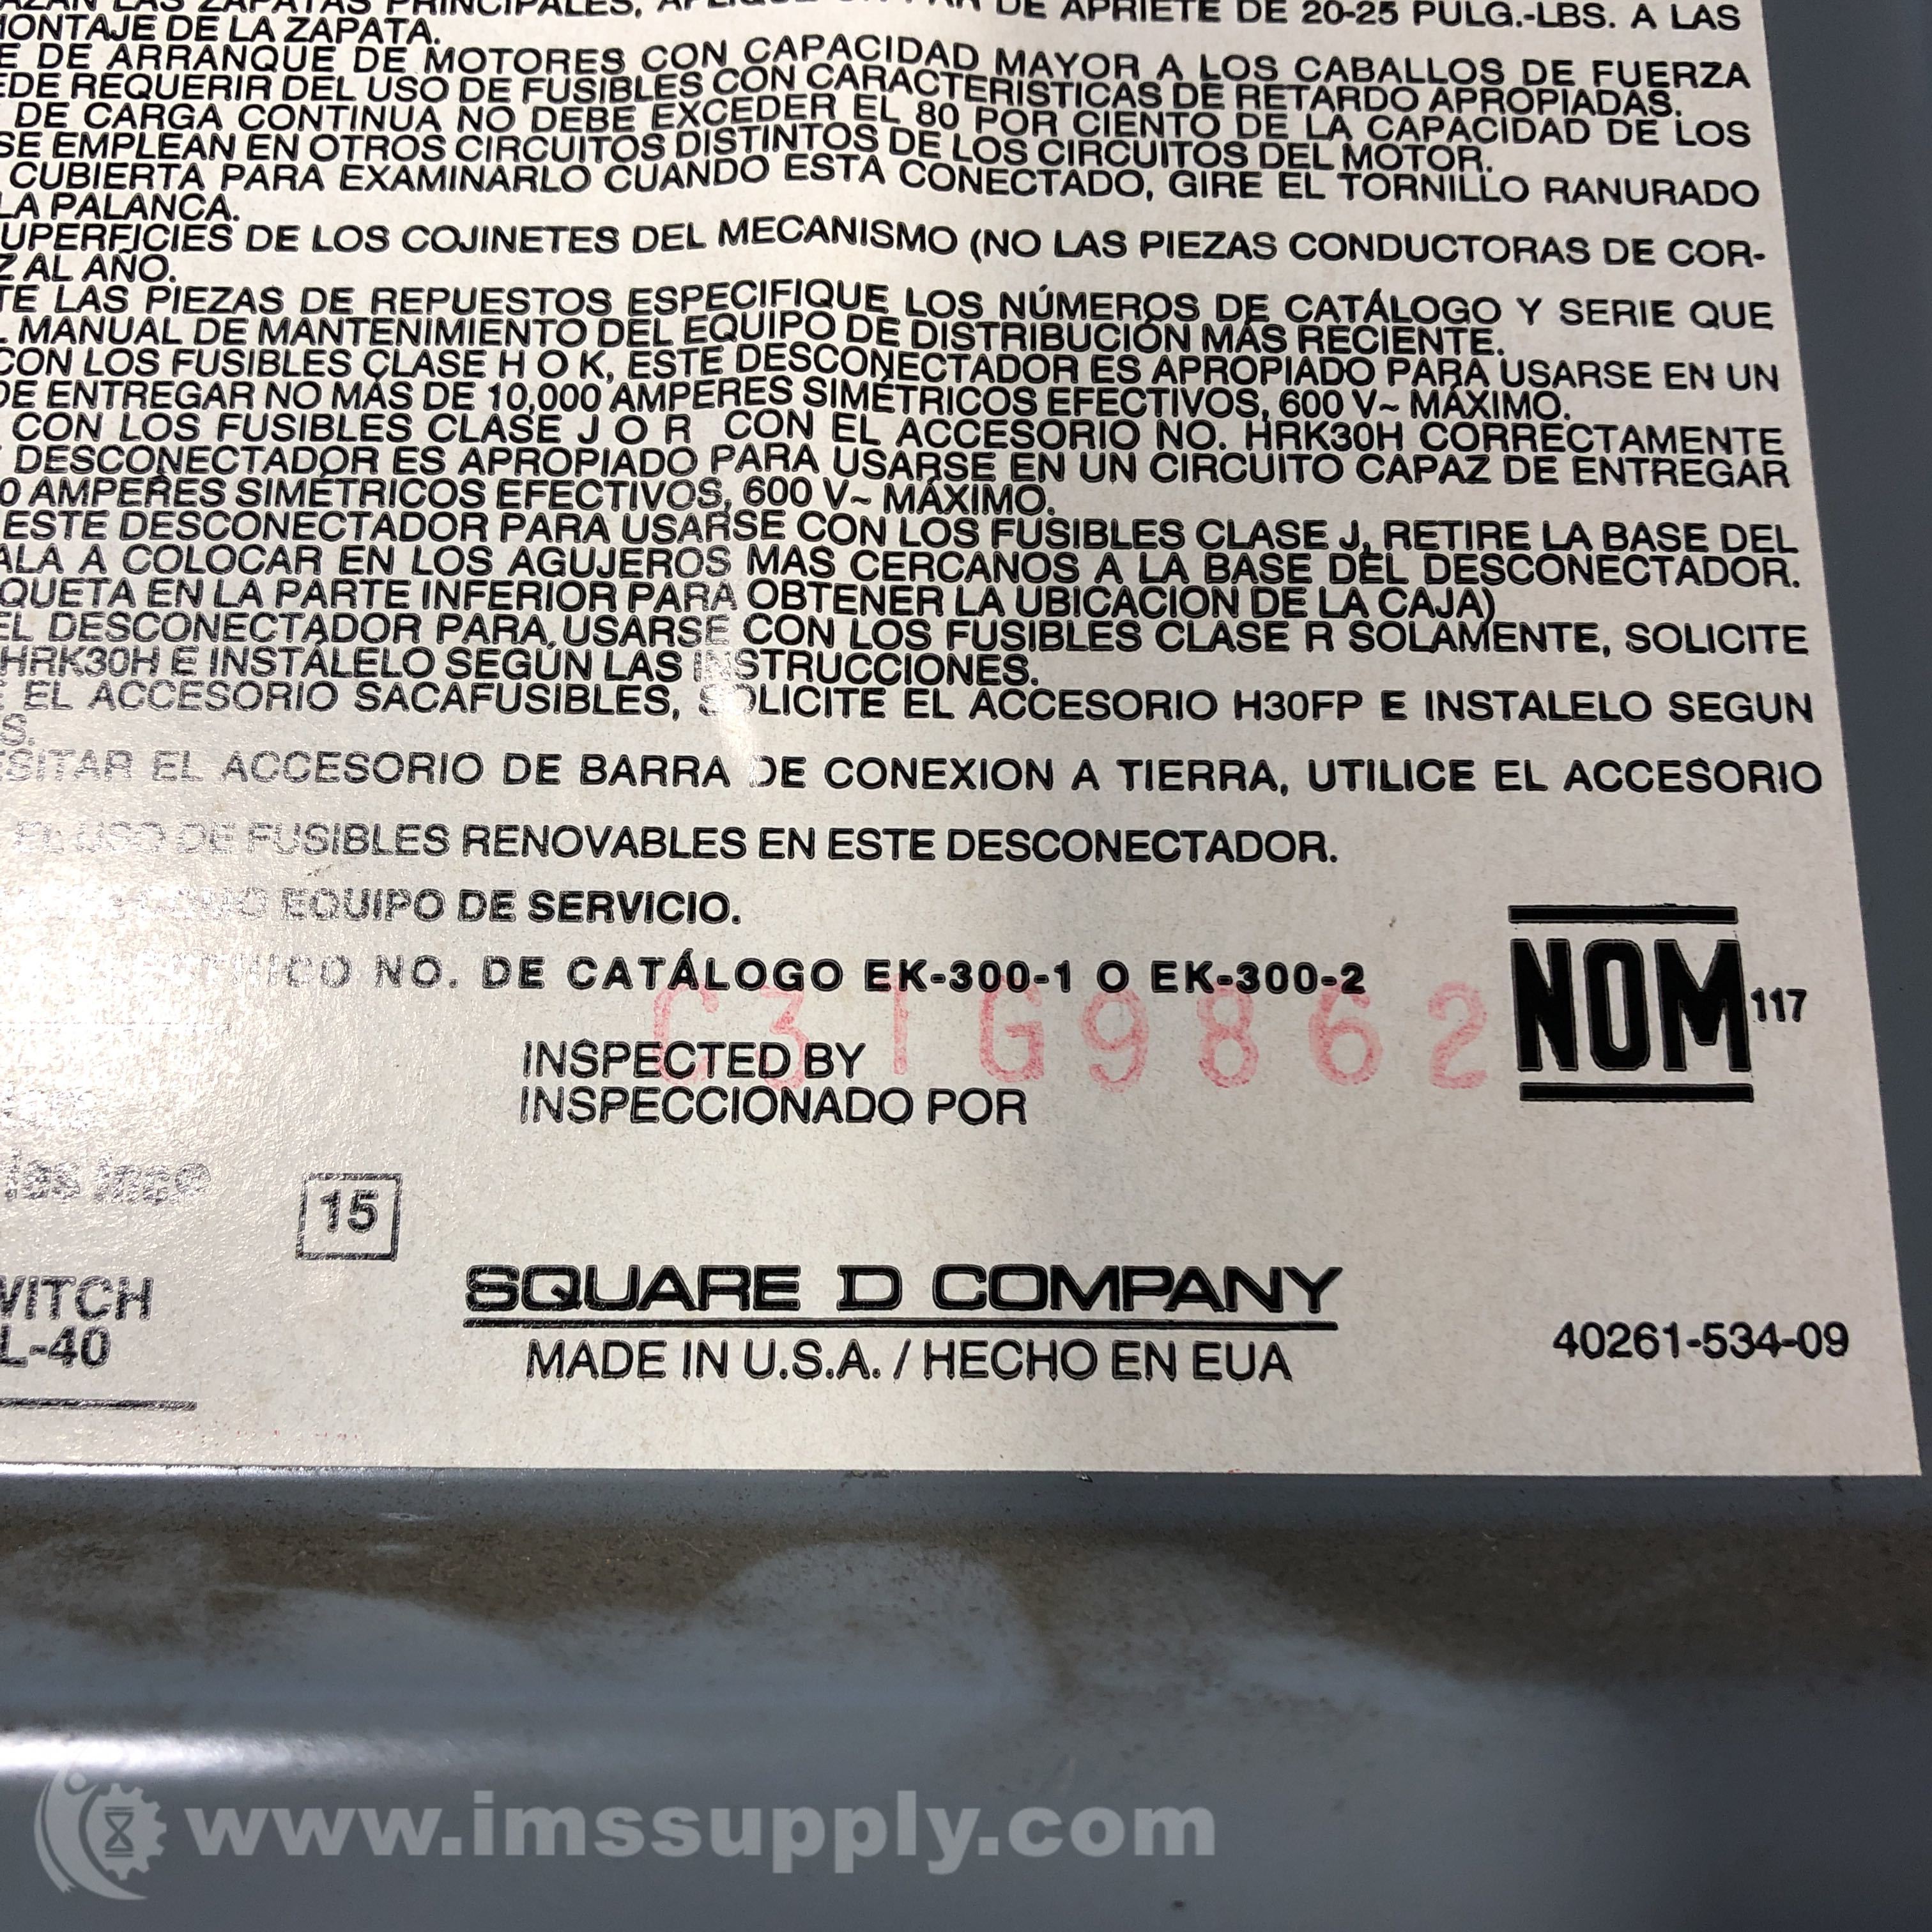 LAS ZAPATAS PRINCIPALES, DE APRIETE DE 20-25 PULG.-LBS. A LAS
MONTAJE DE LA ZAPATA.
E DE ARRANQUE DE MOTORES CON CAPACIDAD MAYOR A LOS CABALLOS DE FUERZA
EDE REQUERIR DEL USO DE FUSIBLES CON CARACTERISTICAS DE RETARDO APROPIADAS.
DE CARGA CONTINUA NO DEBE EXCEDER EL 80 POR CIENTO DE LA CAPACIDAD DE LOS
SE EMPLEAN EN OTROS CIRCUITOS DISTINTOS DE LOS CIRCUITOS DEL MOTOR.
CUBIERTA PARA EXAMINARLO CUANDO ESTA CONECTADO, GIRE EL TORNILLO RANURADO
LA PALANCA.
UPERFICIES DE LOS COJINETES DEL MECANISMO (NO LAS PIEZAS CONDUCTORAS DE COR-
Z AL AÑO.
TE LAS PIEZAS DE REPUESTOS ESPECIFIQUE LOS NÚMEROS DE CATÁLOGO Y SERIE QUE
L MANUAL DE MANTENIMIENTO DEL EQUIPO DE DISTRIBUCIÓN MÁS RECIENTE.
CON LOS FUSIBLES CLASE H O K, ESTE DESCONECTADOR ES APROPIADO PARA USARSE EN UN
DE ENTREGAR NO MÁS DE 10,000 AMPERES SIMÉTRICOS EFECTIVOS, 600 V~ MÁXIMO.
CON LOS FUSIBLES CLASE J O R CON EL ACCESORIO NO. HRK30H CORRECTAMENTE
DESCONECTADOR ES APROPIADO PARA USARSE EN UN CIRCUITO CAPAZ DE ENTREGAR
0 AMPERES SIMÉTRICOS EFECTIVOS, 600 V~ MÁXIMO.
ESTE DESCONECTADOR PARA USARSE CON LOS FUSIBLES CLASE J, RETIRE LA BASE DEL
ALA A COLOCAR EN LOS AGUJEROS MAS CERCANOS A LA BASE DEL DESCONECTADOR.
QUETA EN LA PARTE INFERIOR PARA OBTENER LA UBICACION DE LA CAJA)
EL DESCONECTADOR PARA USARSE CON LOS FUSIBLES CLASE R SOLAMENTE, SOLICITE
HRK30H E INSTÁLELO SEGÚN LAS INSTRUCCIONES.
EL ACCESORIO SACAFUSIBLES, SOLICITE EL ACCESORIO H30FP E INSTALELO SEGUN
S.
ESITAR EL ACCESORIO DE BARRA DE CONEXION A TIERRA, UTILICE EL ACCESORIO
EL USO DE FUSIBLES RENOVABLES EN ESTE DESCONECTADOR.
EQUIPO DE SERVICIO.
NO. DE CATÁLOGO EK-300-1 O EK-300-2
C31G9862
INSPECTED BY
INSPECCIONADO POR
NOM 117
ies inc®
15
WITCH
L-40
SQUARE D COMPANY
MADE IN U.S.A. / HECHO EN EUA
40261-534-09
www.imssupply.com